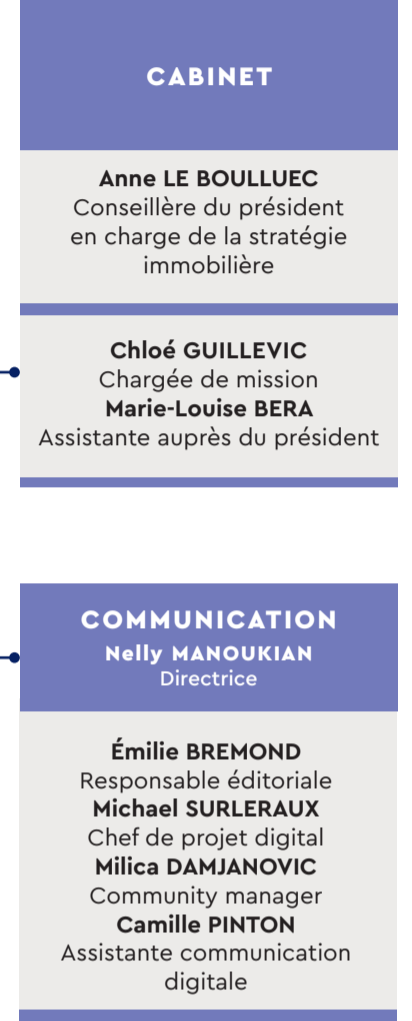 CABINET
Anne LE BOULLUEC
Conseillère du président
en charge de la stratégie
immobilière
Chloé GUILLEVIC
Chargée de mission
Marie-Louise BERA
Assistante auprès du président
COMMUNICATION
Nelly MANOUKIAN
Directrice
Émilie BREMOND
Responsable éditoriale
Michael SURLERAUX
Chef de projet digital
Milica DAMJANOVIC
Community manager
Camille PINTON
Assistante communication
digitale